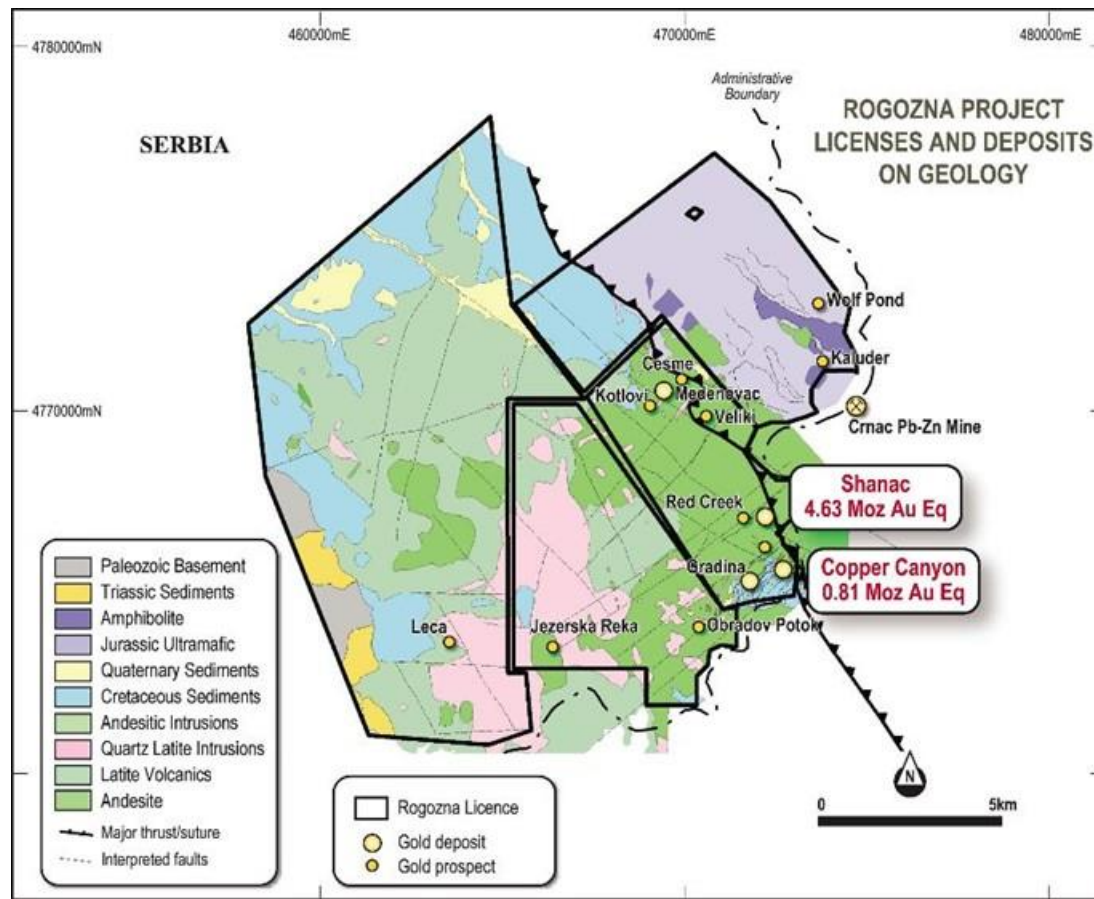 460000mE
470000mE
480000mE
4780000mN
Administrative
Boundary
ROGOZNA PROJECT
LICENSES AND DEPOSITS
ON GEOLOGY
SERBIA
Wolf Pond
Kaluder
Cesme
Kotlovi
Medenovac
Veliki
4770000mN
Crnac Pb-Zn Mine
Shanac
4.63 Moz Au Eq
Red Creek
Gradina
Copper Canyon
0.81 Moz Au Eq
Leca
Jezerska Reka
Obradov Potok
Paleozoic Basement
Triassic Sediments
Amphibolite
Jurassic Ultramafic
Quaternary Sediments
Cretaceous Sediments
Andesitic Intrusions
Quartz Latite Intrusions
Latite Volcanics
Andesite
Major thrust/suture
Interpreted faults
Rogozna Licence
Gold deposit
Gold prospect
N
0
5km